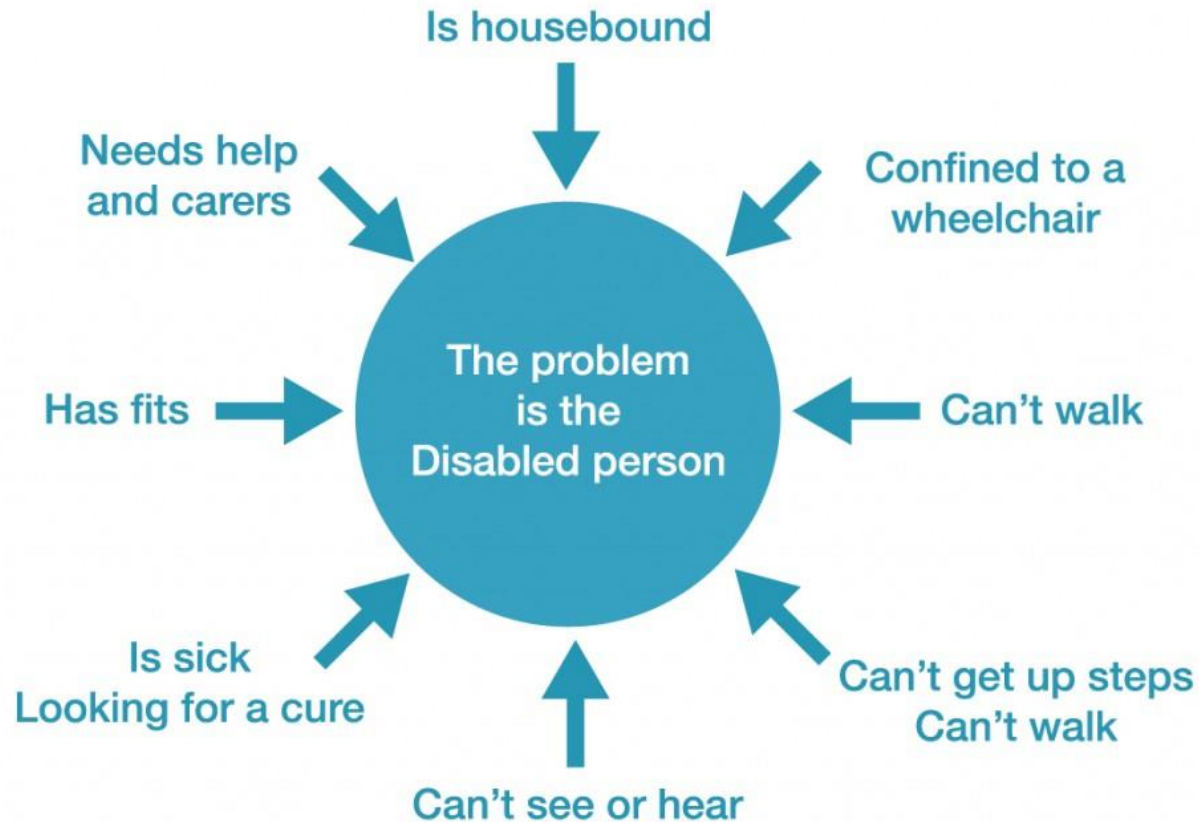 Is housebound
Needs help
and carers
Confined to a
wheelchair
The problem
is the
Disabled person
Has fits
Can't walk
Is sick
Looking for a cure
Can't get up steps
Can't walk
Can't see or hear